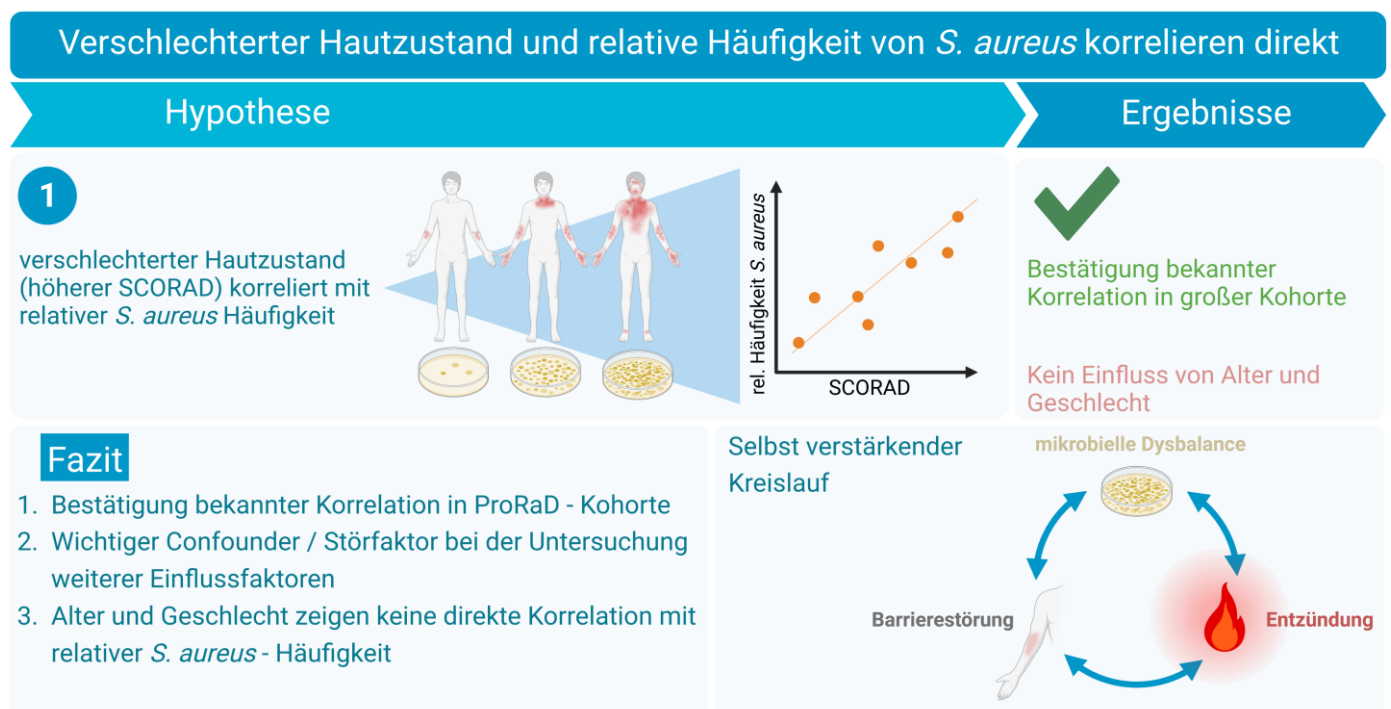 Verschlechterter Hautzustand und relative Häufigkeit von S. aureus korrelieren direkt
Hypothese
Ergebnisse
1
verschlechterter Hautzustand
(höherer SCORAD) korreliert mit
relativer S. aureus Häufigkeit
rel. Häufigkeit S. aureus
SCORAD
Bestätigung bekannter
Korrelation in großer Kohorte
Kein Einfluss von Alter und
Geschlecht
Fazit
1. Bestätigung bekannter Korrelation in ProRaD - Kohorte
2. Wichtiger Confounder / Störfaktor bei der Untersuchung
weiterer Einflussfaktoren
3. Alter und Geschlecht zeigen keine direkte Korrelation mit
relativer S. aureus - Häufigkeit
Selbst verstärkender
Kreislauf
mikrobielle Dysbalance
Barrierestörung
Entzündung